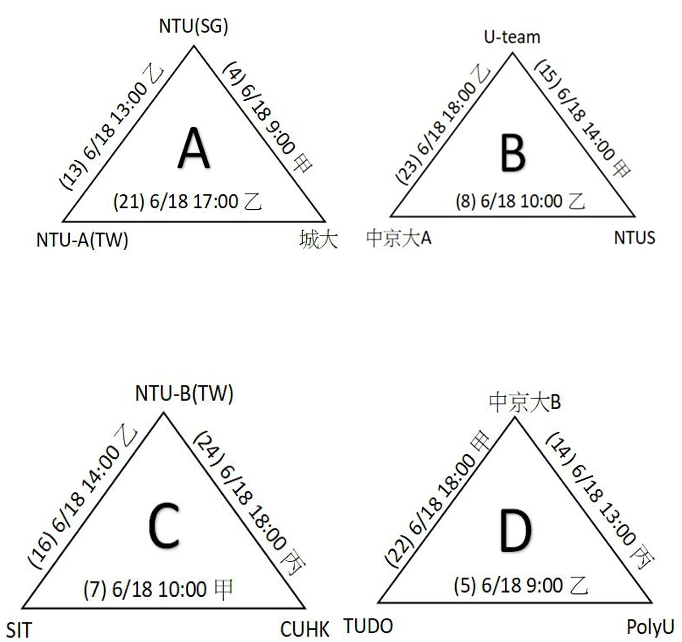 NTU(SG)
(13) 6/18 13:00 乙
(4) 6/18 9:00 甲
A
(21) 6/18 17:00 乙
NTU-A(TW)
城大
U-team
(23) 6/18 18:00 乙
(15) 6/18 14:00 甲
B
(8) 6/18 10:00 乙
中京大A
NTUS
NTU-B(TW)
(16) 6/18 14:00 乙
(24) 6/18 18:00 丙
C
(7) 6/18 10:00 甲
SIT
CUHK
中京大B
(22) 6/18 18:00 甲
(14) 6/18 13:00 丙
D
(5) 6/18 9:00 乙
TUDO
PolyU